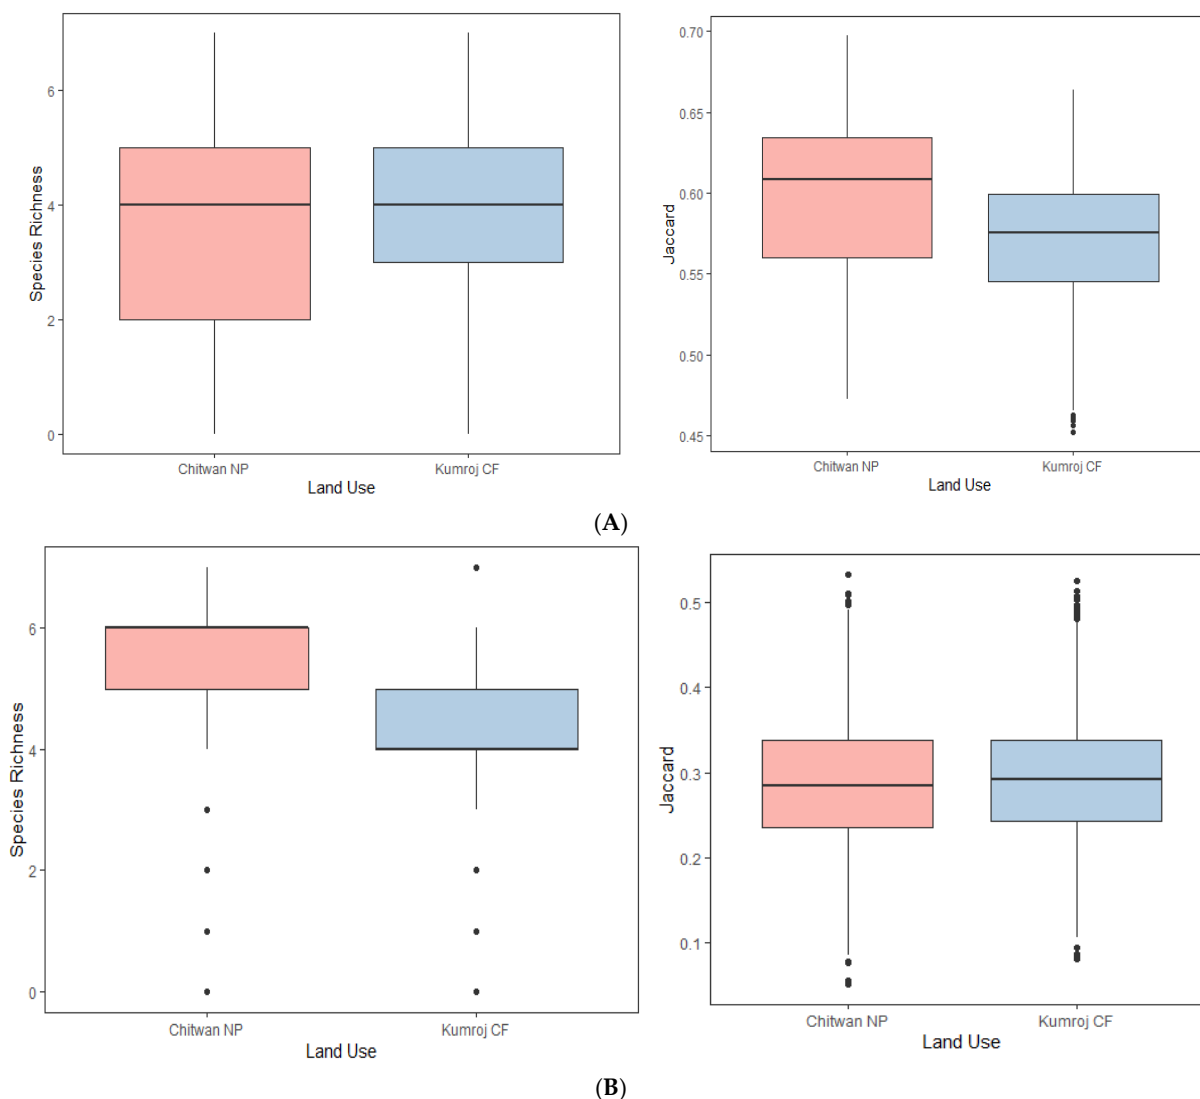 Species Richness
6
4
2
0
Chitwan NP
Kumroj CF
Land Use
Jaccard
0.70
0.65
0.60
0.55
0.50
0.45
Chitwan NP
Kumroj CF
Land Use
(A)
Species Richness
6
4
2
0
Chitwan NP
Kumroj CF
Land Use
Jaccard
0.5
0.4
0.3
0.2
0.1
Chitwan NP
Kumroj CF
Land Use
(B)